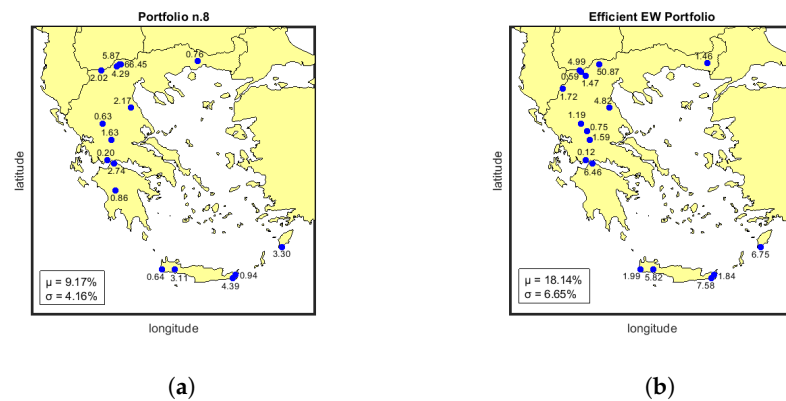 Portfolio n.8
5.87
66.45
0.76
2.02
4.29
2.17
0.63
1.63
0.20
2.74
0.86
3.30
0.64
3.11
0.94
4.39
μ = 9.17%
σ = 4.16%
latitude
longitude
(a)
Efficient EW Portfolio
4.99
1.46
0.59
50.87
1.47
1.72
4.82
1.19
0.75
1.59
0.12
6.46
6.75
1.99
5.82
1.84
7.58
μ = 18.14%
σ = 6.65%
latitude
longitude
(b)